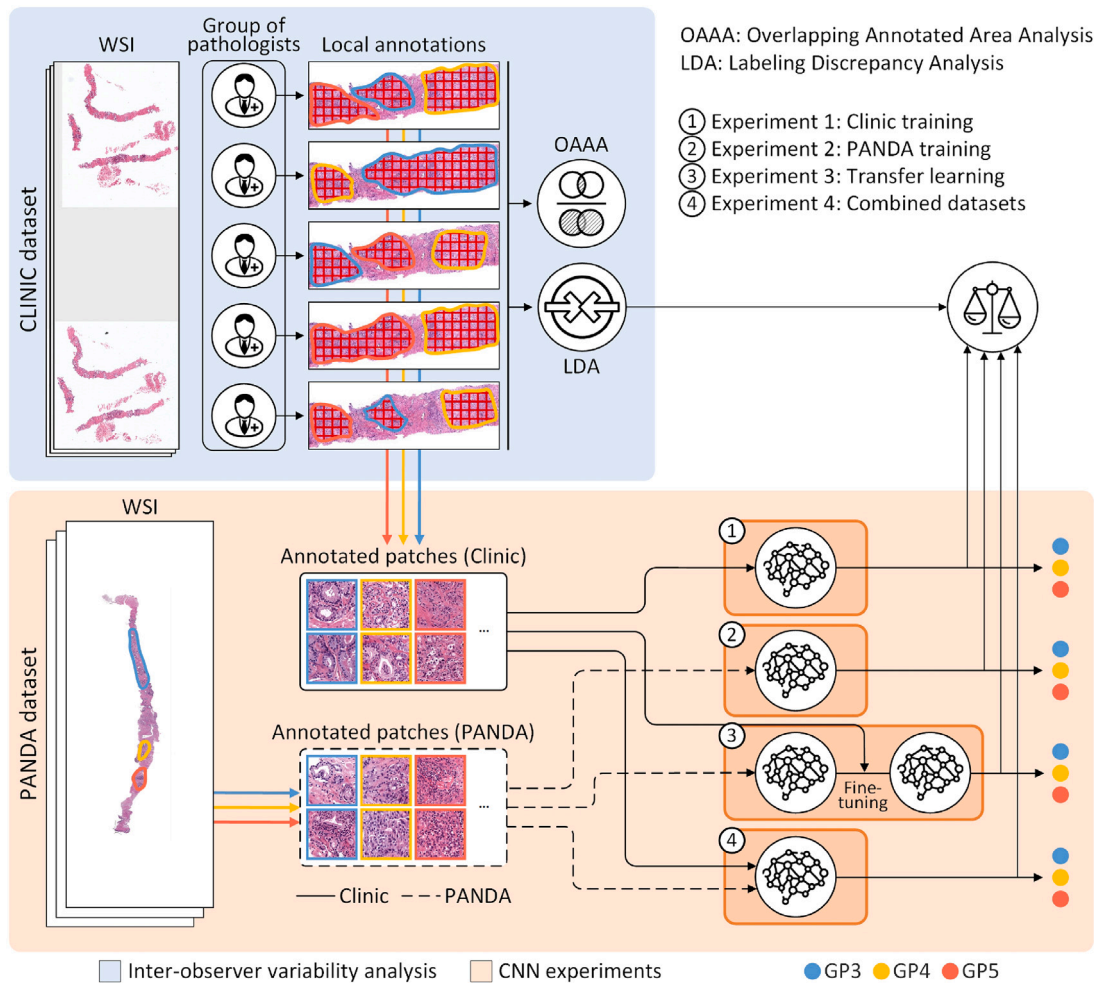 WSI
Group of
pathologists
Local annotations
CLINIC dataset
OAAA
LDA
OAAA: Overlapping Annotated Area Analysis
LDA: Labeling Discrepancy Analysis
1 Experiment 1: Clinic training
2 Experiment 2: PANDA training
3 Experiment 3: Transfer learning
4 Experiment 4: Combined datasets
PANDA dataset
WSI
Annotated patches (Clinic)
...
Annotated patches (PANDA)
...
Clinic
PANDA
1
2
3
Fine-
tuning
4
Inter-observer variability analysis
CNN experiments
GP3
GP4
GP5